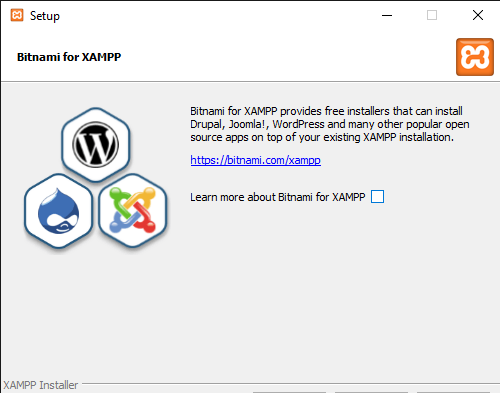 Setup
Bitnami for XAMPP
Bitnami for XAMPP provides free installers that can install
Drupal, Joomla!, WordPress and many other popular open
source apps on top of your existing XAMPP installation.
https://bitnami.com/xampp
Learn more about Bitnami for XAMPP
XAMPP Installer